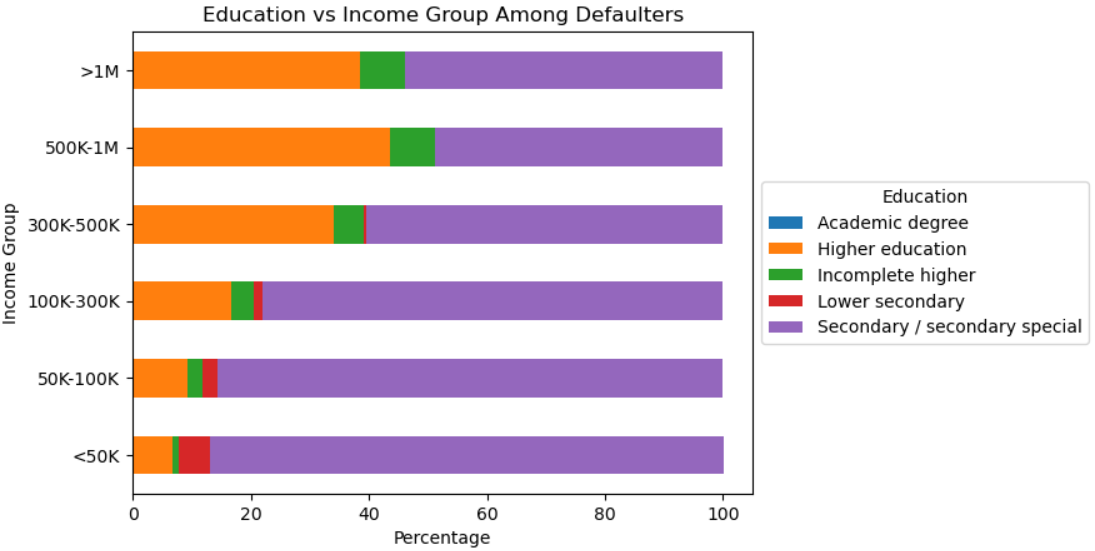 Education vs Income Group Among Defaulters
Income Group
>1M
500K-1M
300K-500K
100K-300K
50K-100K
<50K
0 20 40 60 80 100
Percentage
Education
Academic degree
Higher education
Incomplete higher
Lower secondary
Secondary / secondary special